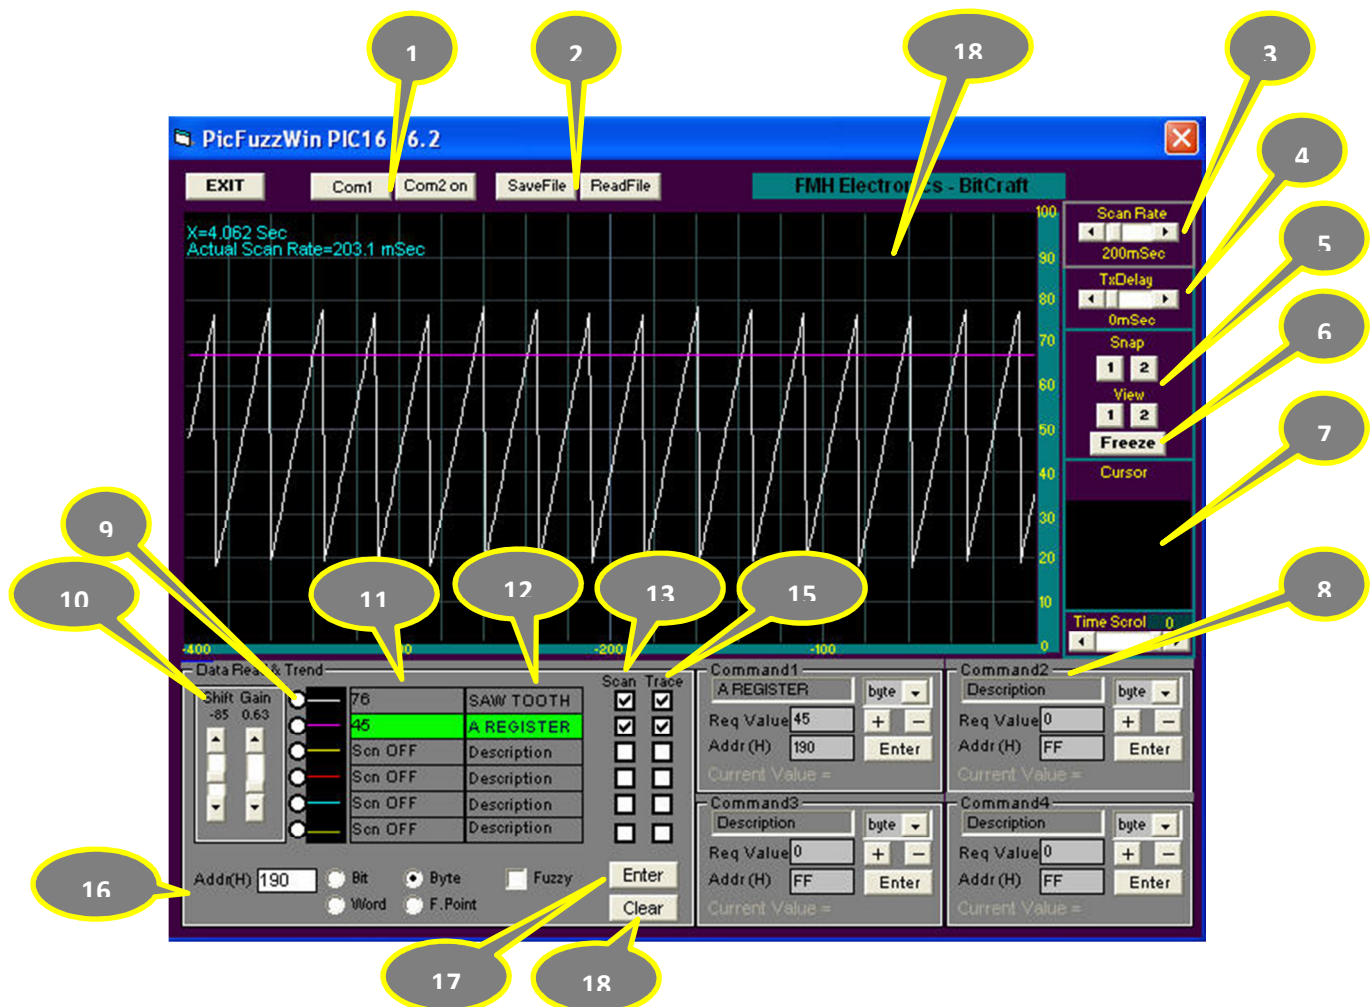 1
2
18
3
4
5
6
7
8
9
10
11
12
13
15
16
17
18
PicFuzzWin PIC16 6.2
EXIT Com1 Com2 on SaveFile ReadFile FMH Electronics - BitCraft
X=4.062 Sec
Actual Scan Rate=203.1 mSec
100
90
80
70
60
50
40
30
20
10
0
-400 -200 -100
Scan Rate
200mSec
TxDelay
0mSec
Snap
1 2
View
1 2
Freeze
Cursor
Time Scrol 0
Data Read & Trend
Shift Gain
-85 0.63
Scan Trace
76 SAW TOOTH
45 A REGISTER
Scn OFF Description
Scn OFF Description
Scn OFF Description
Scn OFF Description
Addr(H) 190 Bit Byte Fuzzy Enter
Word F.Point Clear
Command1
A REGISTER byte
Req Value 45 + -
Addr(H) 190 Enter
Current Value =
Command2
Description byte
Req Value 0 + -
Addr(H) FF Enter
Current Value =
Command3
Description byte
Req Value 0 + -
Addr(H) FF Enter
Current Value =
Command4
Description byte
Req Value 0 + -
Addr(H) FF Enter
Current Value =